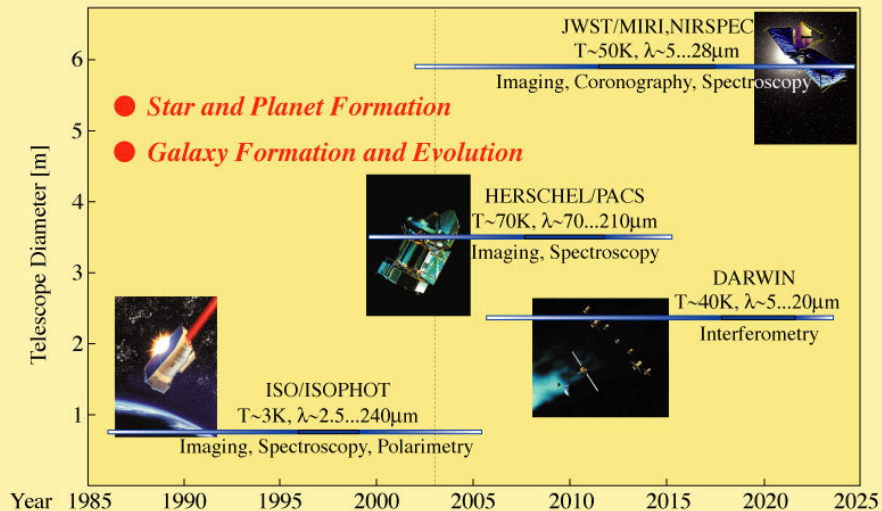 JWST/MIRI,NIRSPEC
T~50K, λ~5...28μm
Imaging, Coronography, Spectroscopy
Star and Planet Formation
Galaxy Formation and Evolution
HERSCHEL/PACS
T~70K, λ~70...210μm
Imaging, Spectroscopy
DARWIN
T~40K, λ~5...20μm
Interferometry
ISO/ISOPHOT
T~3K, λ~2.5...240μm
Imaging, Spectroscopy, Polarimetry
Telescope Diameter [m]
6
5
4
3
2
1
Year 1985 1990 1995 2000 2005 2010 2015 2020 2025